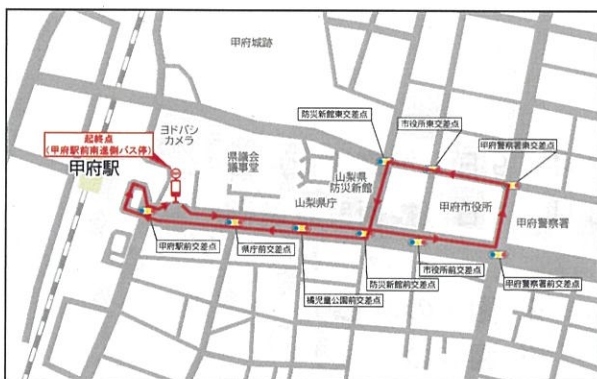 甲府城跡
防災新館東交差点
市役所東交差点
起終点
(甲府駅前南進側バス停)
ヨドバシ
カメラ
甲府警察署東交差点
県議会
議事堂
甲府駅
山梨県
防災新館
山梨県庁
甲府市役所
甲府警察署
甲府駅前交差点
県庁前交差点
橘児童公園前交差点
防災新館前交差点
市役所前交差点
甲府警察署前交差点